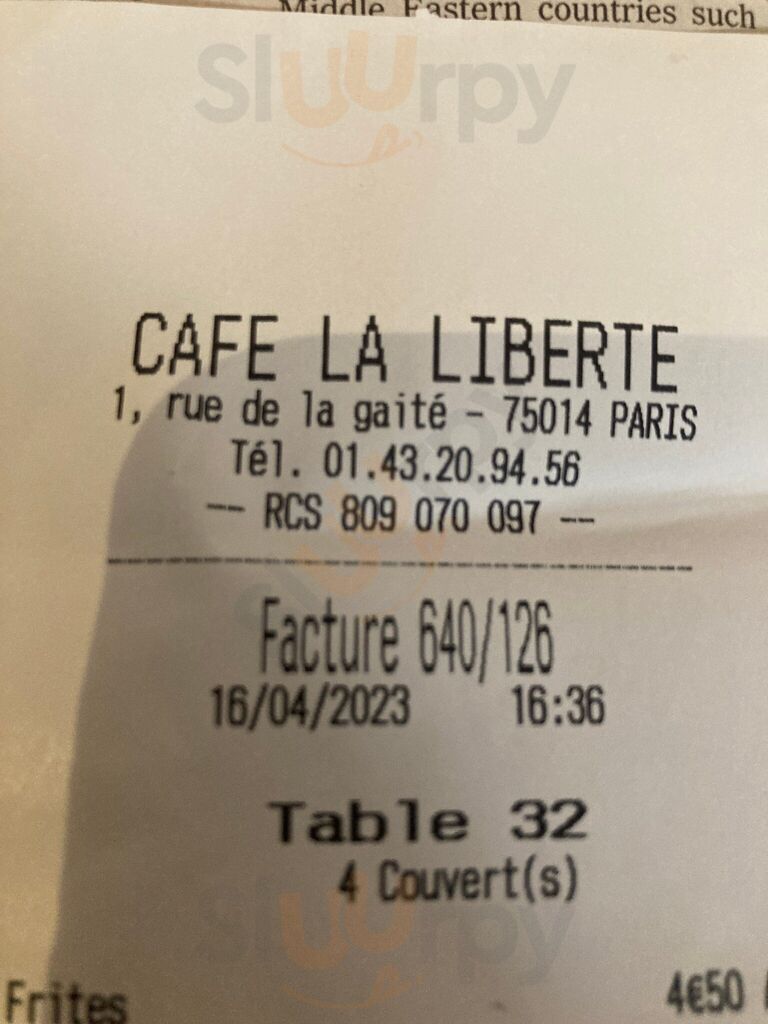 Middle Eastern countries such
Sluurpy
CAFE LA LIBERTE
1, rue de la gaité - 75014 PARIS
Tél. 01.43.20.94.56
-- RCS 809 070 097 --
Facture 640/126
16/04/2023 16:36
Table 32
4 Couvert(s)
Sluurpy
Frites 4€50